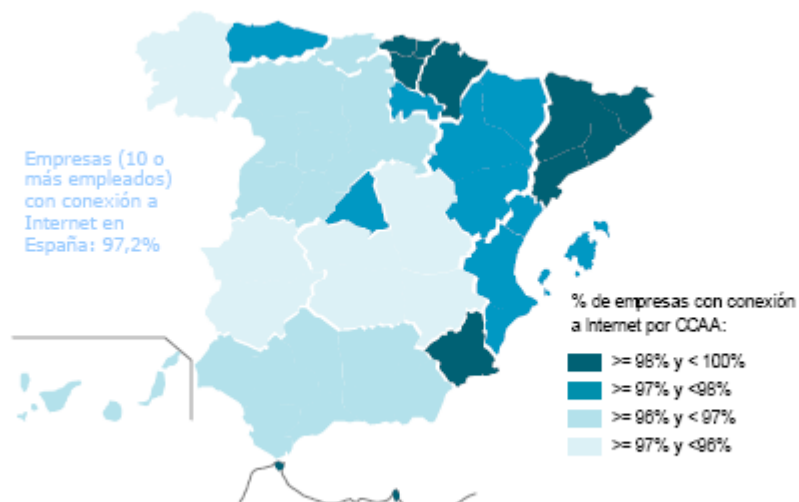 Empresas (10 o
más empleados)
con conexión a
Internet en
España: 97,2%
% de empresas con conexión
a Internet por CCAA:
>= 98% y < 100%
>= 97% y <98%
>= 96% y < 97%
>= 97% y <96%